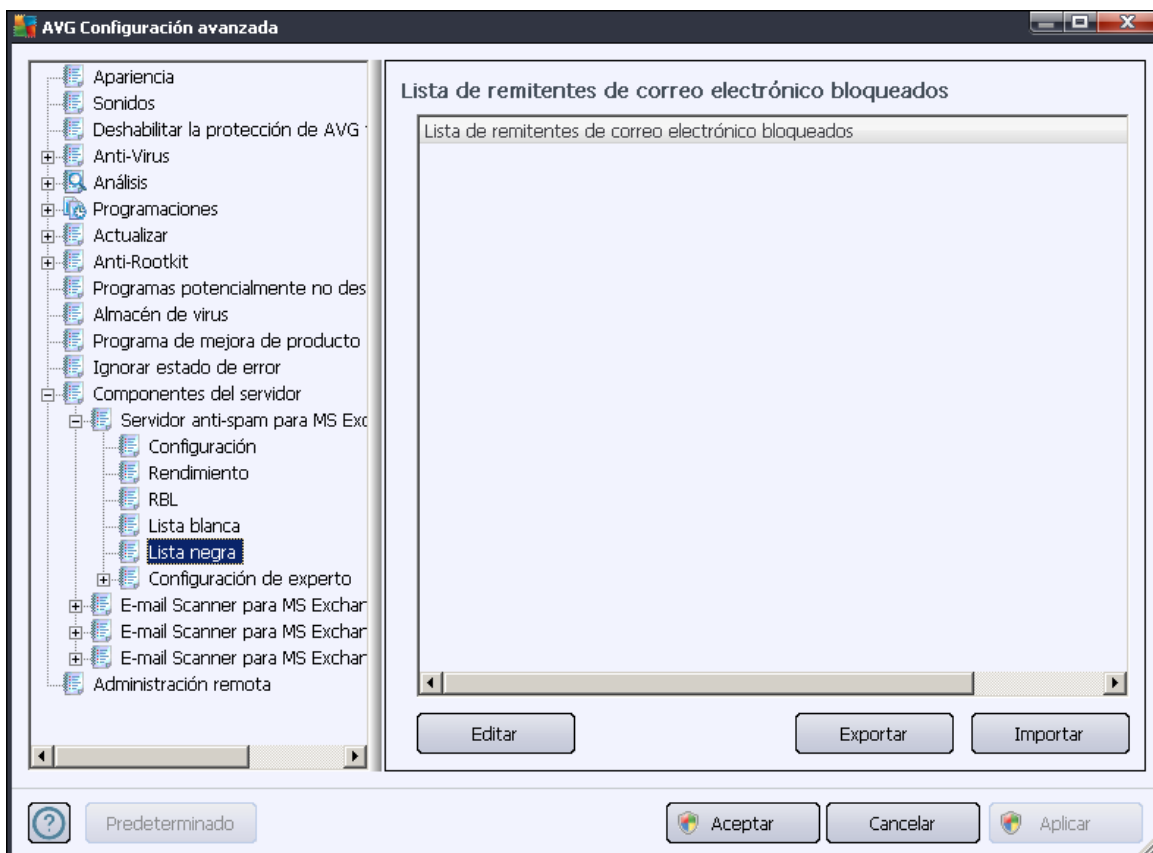 AVG Configuración avanzada
Apariencia
Sonidos
Deshabilitar la protección de AVG
Anti-Virus
Análisis
Programaciones
Actualizar
Anti-Rootkit
Programas potencialmente no des
Almacén de virus
Programa de mejora de producto
Ignorar estado de error
Componentes del servidor
Servidor anti-spam para MS Exc
Configuración
Rendimiento
RBL
Lista blanca
Lista negra
Configuración de experto
E-mail Scanner para MS Exchan
E-mail Scanner para MS Exchan
E-mail Scanner para MS Exchan
Administración remota
Lista de remitentes de correo electrónico bloqueados
Lista de remitentes de correo electrónico bloqueados
Editar
Exportar
Importar
Predeterminado
Aceptar
Cancelar
Aplicar